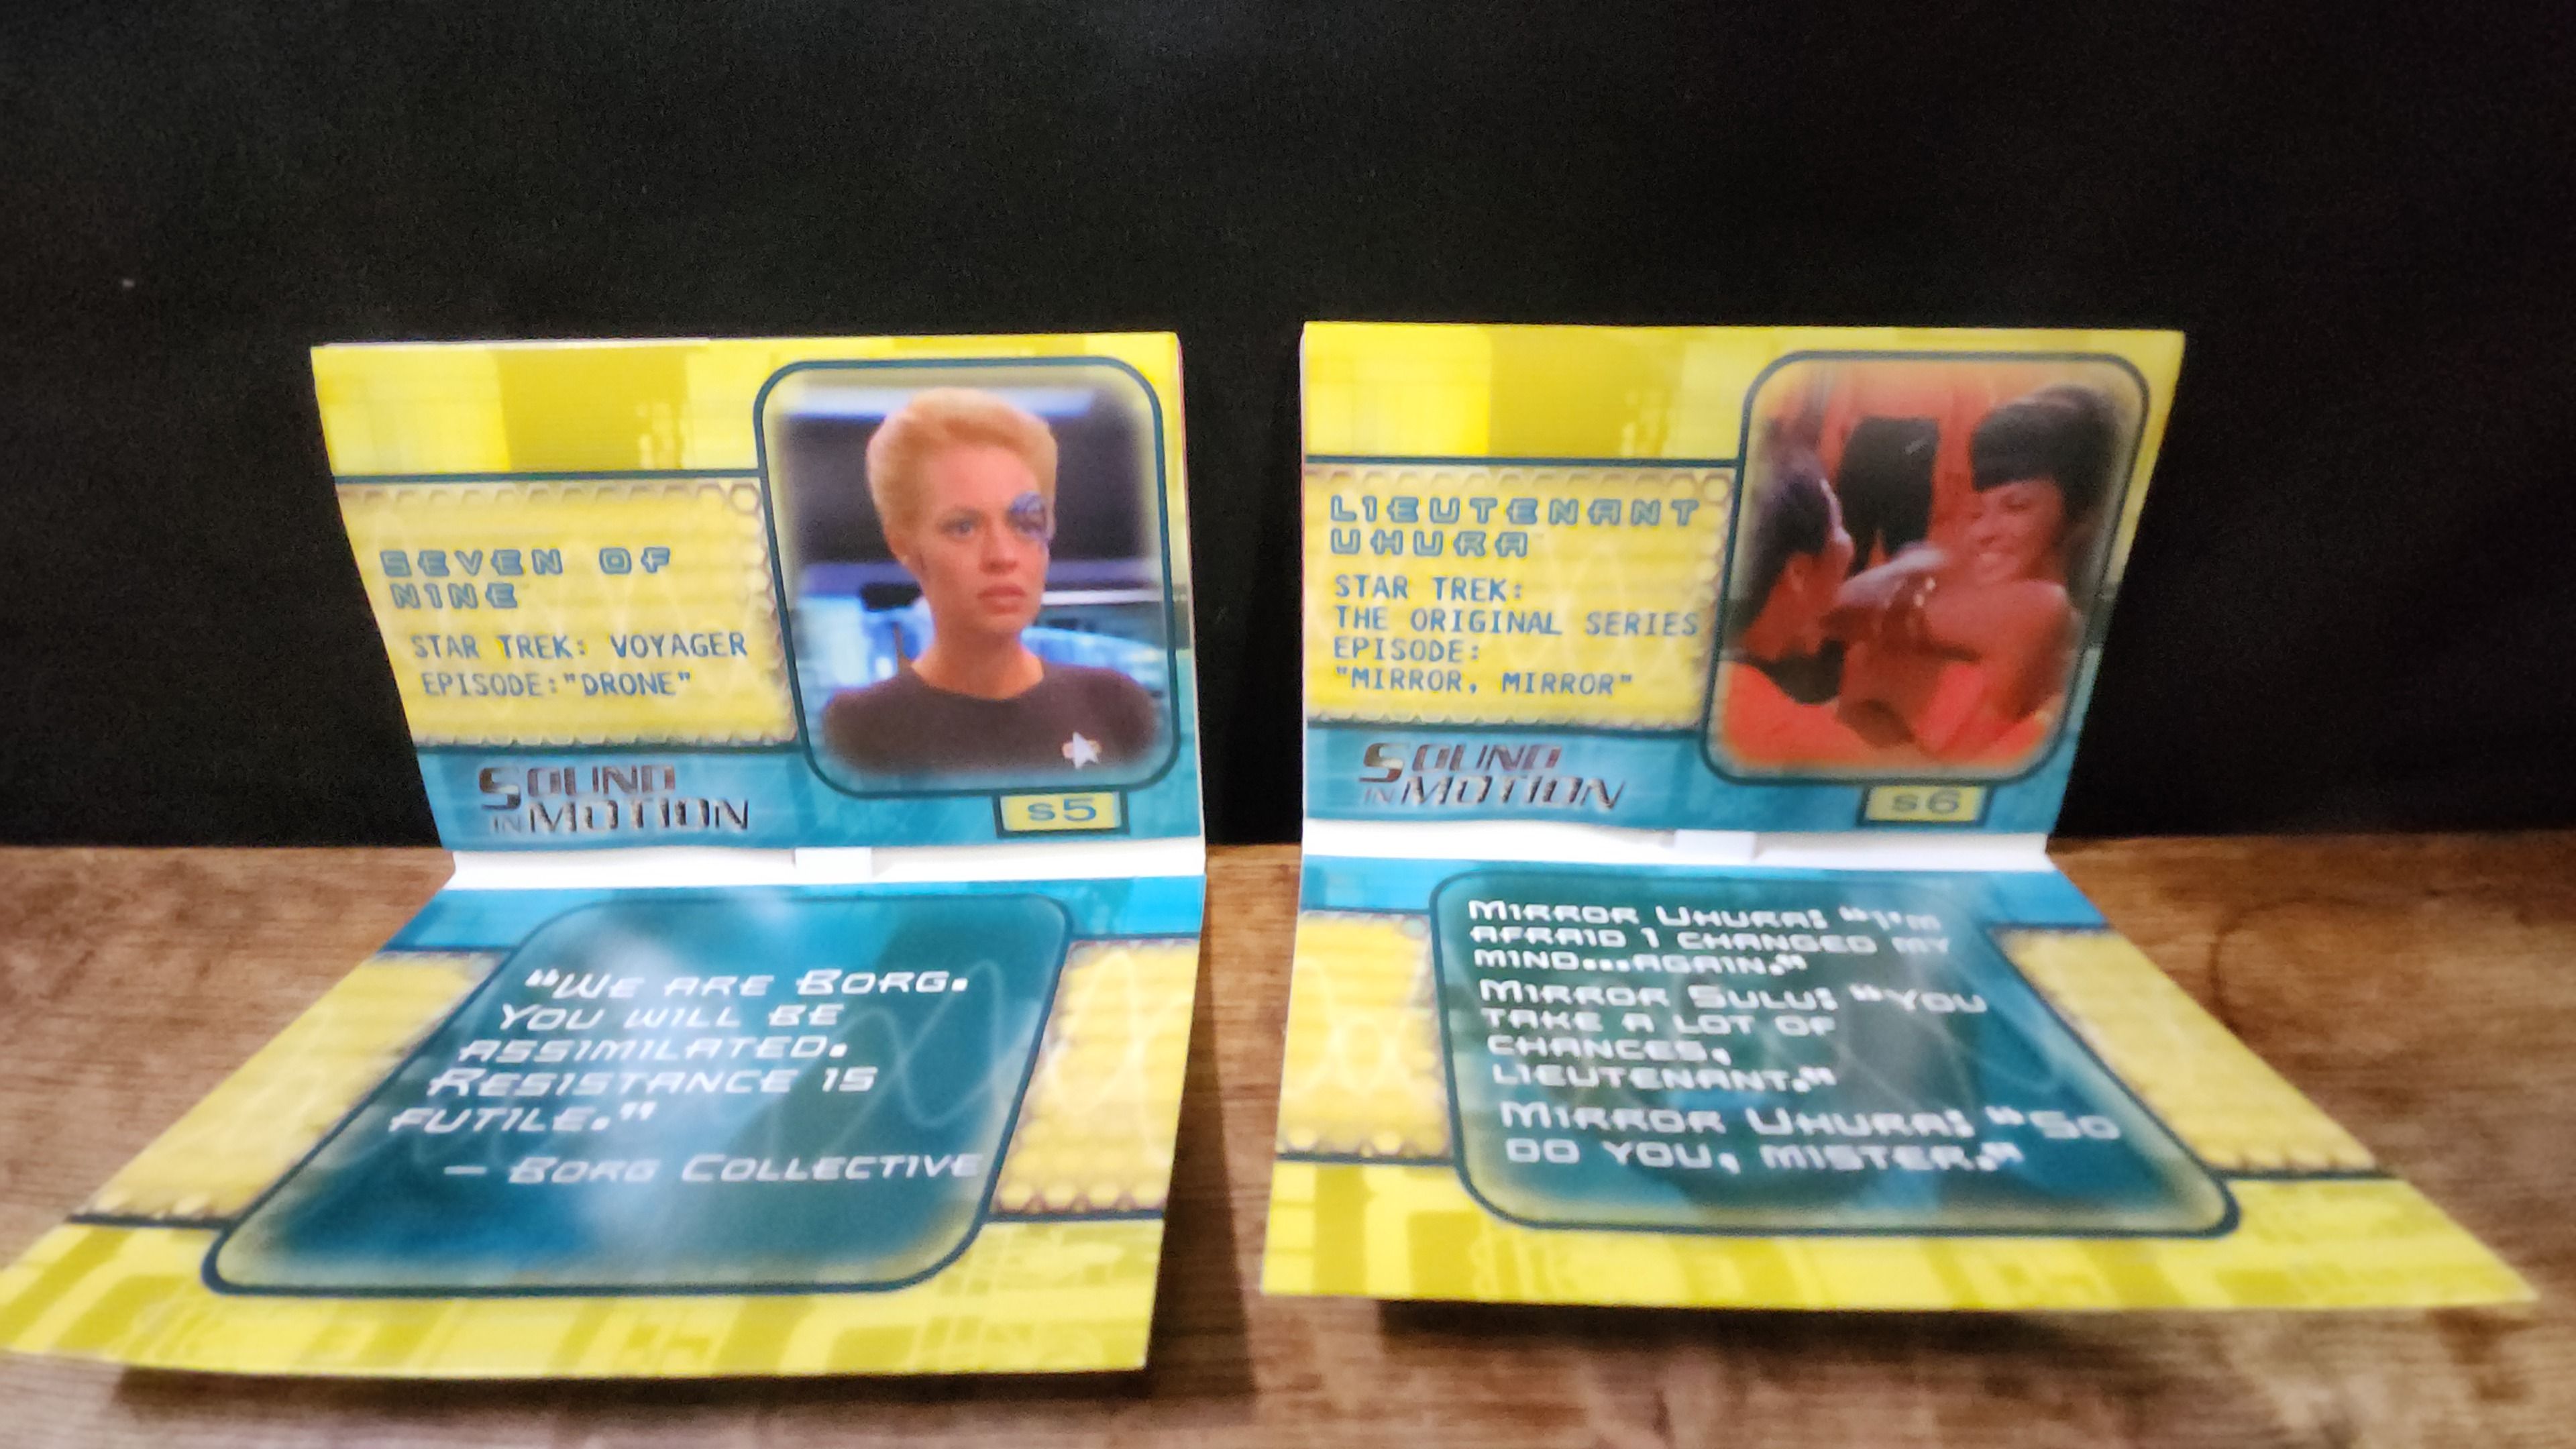 SEVEN OF
NINE
STAR TREK: VOYAGER
EPISODE:"DRONE"
SOUND
IN MOTION
s5
"WE ARE BORG.
YOU WILL BE
ASSIMILATED.
RESISTANCE IS
FUTILE."
— BORG COLLECTIVE
LIEUTENANT
UHURA
STAR TREK:
THE ORIGINAL SERIES
EPISODE:
"MIRROR, MIRROR"
SOUND
IN MOTION
s6
MIRROR UHURA: "I'M
AFRAID I CHANGED MY
MIND...AGAIN."
MIRROR SULU: "YOU
TAKE A LOT OF
CHANCES,
LIEUTENANT."
MIRROR UHURA: "SO
DO YOU, MISTER."